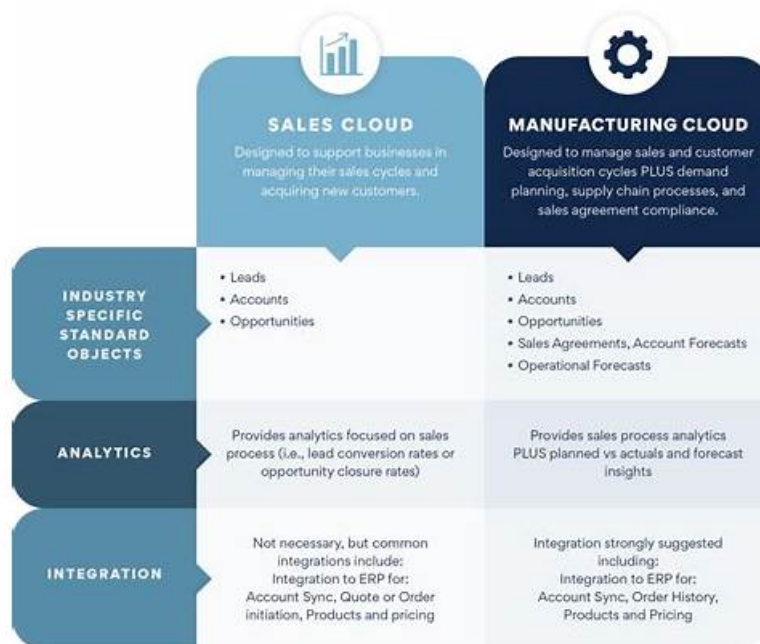 SALES CLOUD
Designed to support businesses in
managing their sales cycles and
acquiring new customers.
MANUFACTURING CLOUD
Designed to manage sales and customer
acquisition cycles PLUS demand
planning, supply chain processes, and
sales agreement compliance.
INDUSTRY
SPECIFIC
STANDARD
OBJECTS
• Leads
• Accounts
• Opportunities
• Leads
• Accounts
• Opportunities
• Sales Agreements, Account Forecasts
• Operational Forecasts
ANALYTICS
Provides analytics focused on sales
process (i.e., lead conversion rates or
opportunity closure rates)
Provides sales process analytics
PLUS planned vs actuals and forecast
insights
INTEGRATION
Not necessary, but common
integrations include:
Integration to ERP for:
Account Sync, Quote or Order
initiation, Products and pricing
Integration strongly suggested
including:
Integration to ERP for:
Account Sync, Order History,
Products and Pricing